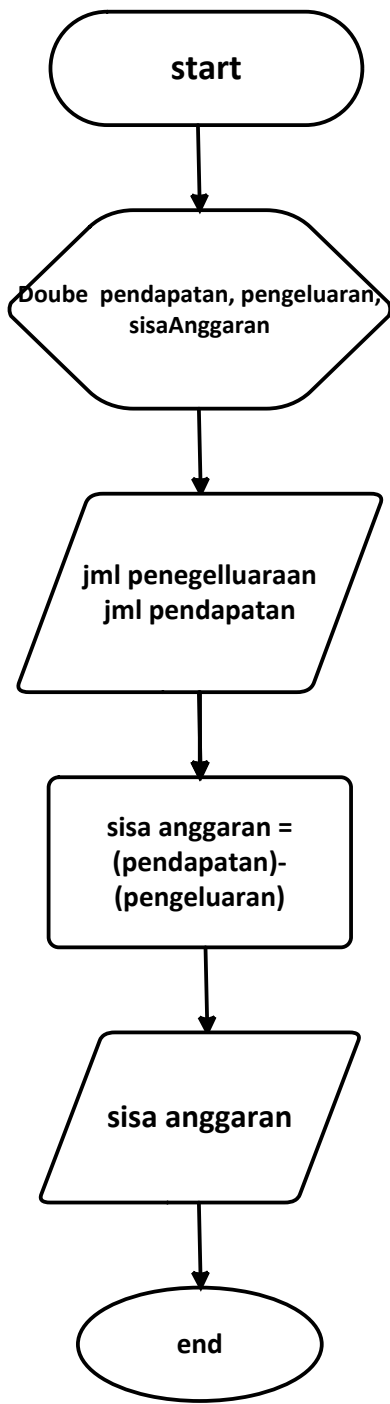 start
Doube pendapatan, pengeluaran,
sisaAnggaran
jml penegelluaraan
jml pendapatan
sisa anggaran =
(pendapatan)-
(pengeluaran)
sisa anggaran
end